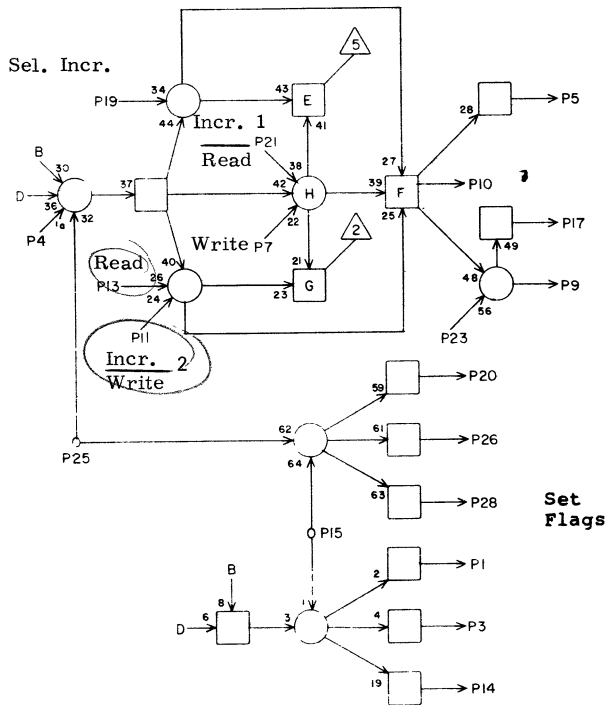 5
Sel. Incr.
34
43
E
P19
44
41
28
P5
Incr. 1
P21
Read
B
30
38
27
D
36
37
42
H
39
F
P10
1a
32
22
25
P4
Write P7
2
P17
49
Read
40
26
21
P13
24
23
G
48
P9
56
P11
P23
Incr. 2
Write
59
P20
62
61
P26
P25
64
63
P28
Set
Flags
P15
B
2
P1
8
1
D
6
3
4
P3
19
P14